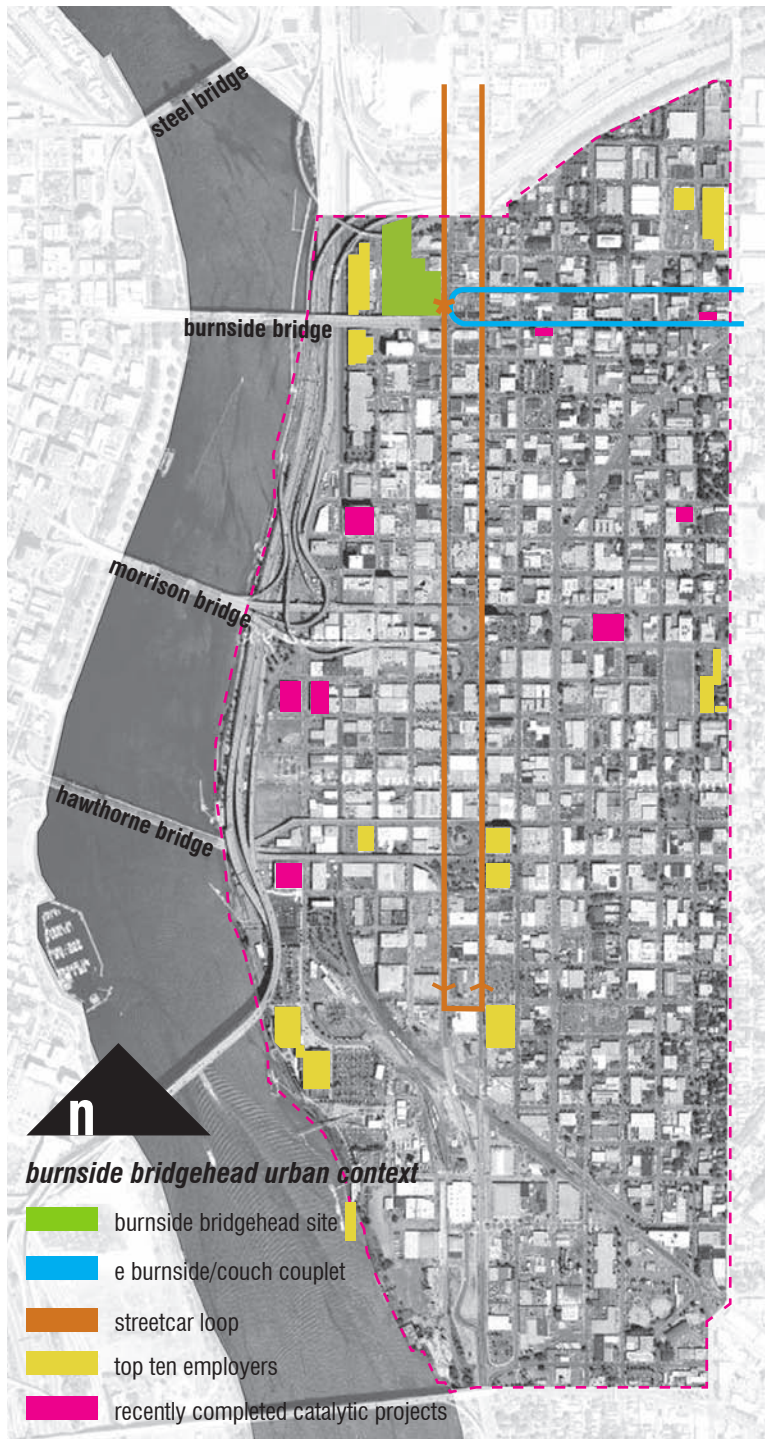 steel bridge
burnside bridge
morrison bridge
hawthorne bridge
n
burnside bridgehead urban context
burnside bridgehead site
e burnside/couch couplet
streetcar loop
top ten employers
recently completed catalytic projects